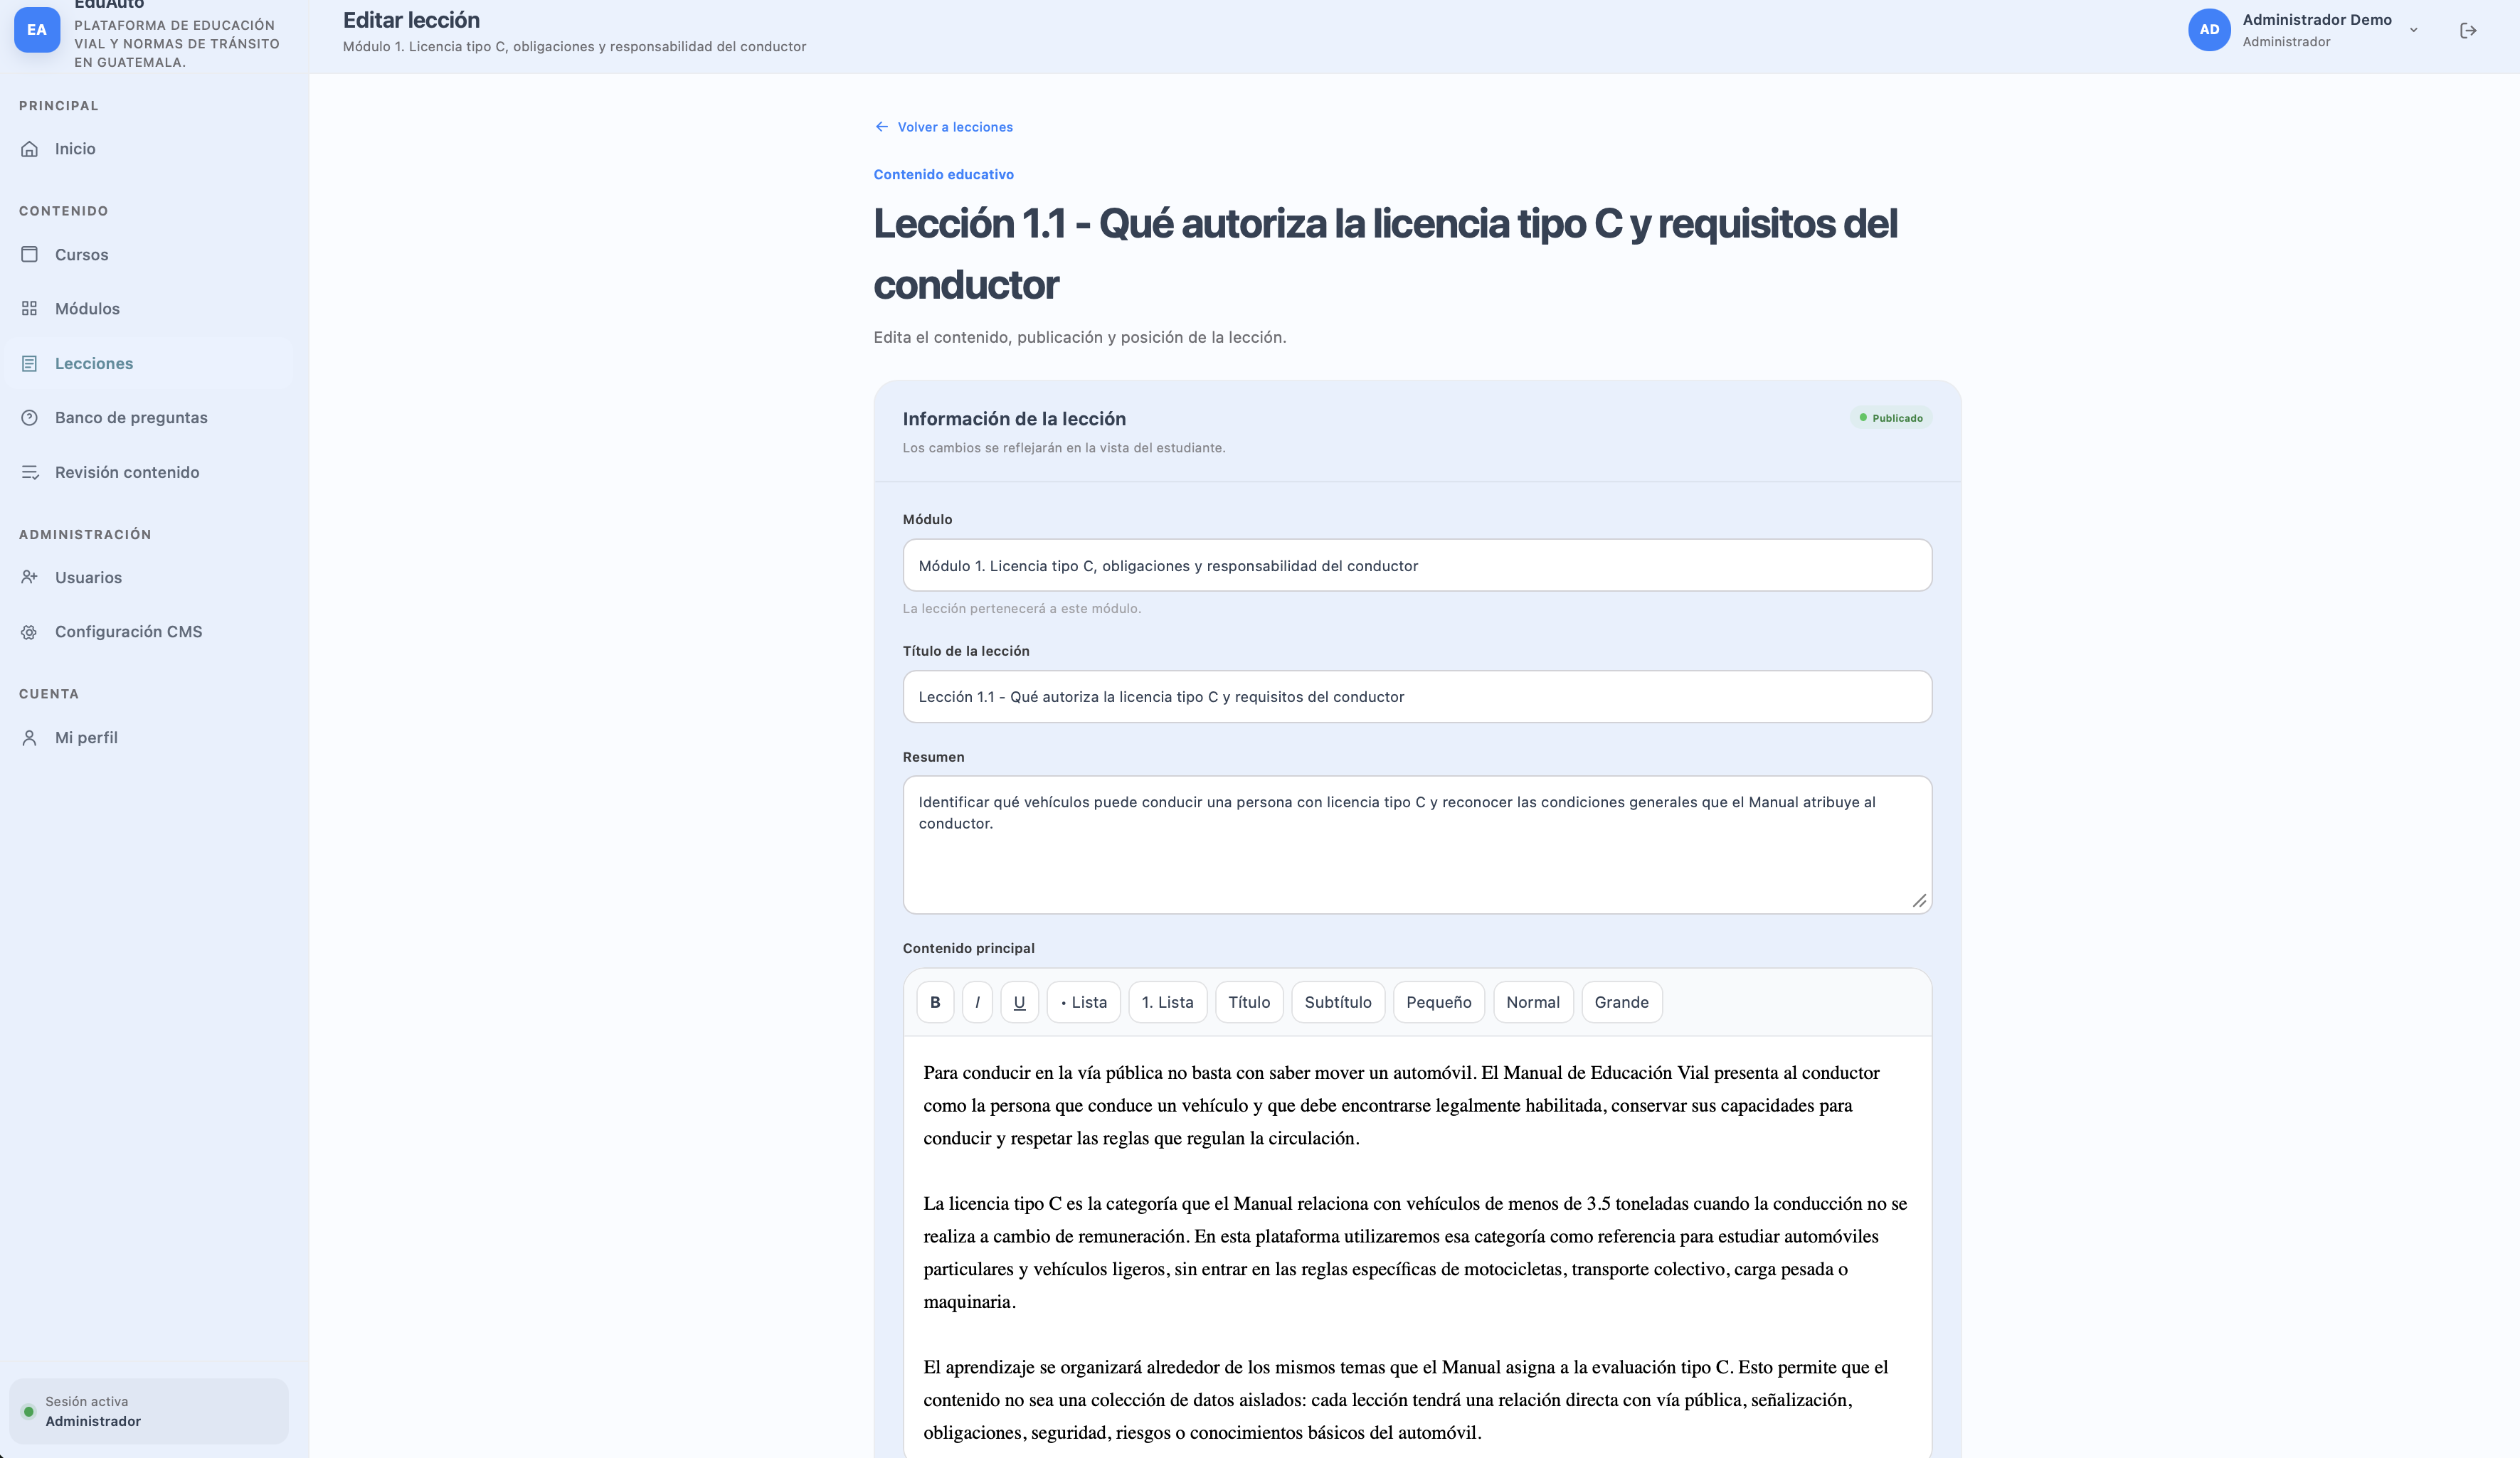 EduAuto
PLATAFORMA DE EDUCACIÓN
VIAL Y NORMAS DE TRÁNSITO
EN GUATEMALA.
EA
PRINCIPAL
Inicio
CONTENIDO
Cursos
Módulos
Lecciones
Banco de preguntas
Revisión contenido
ADMINISTRACIÓN
Usuarios
Configuración CMS
CUENTA
Mi perfil
Sesión activa
Administrador
Editar lección
Módulo 1. Licencia tipo C, obligaciones y responsabilidad del conductor
AD
Administrador Demo
Administrador
Volver a lecciones
Contenido educativo
Lección 1.1 - Qué autoriza la licencia tipo C y requisitos del
conductor
Edita el contenido, publicación y posición de la lección.
Información de la lección
Publicado
Los cambios se reflejarán en la vista del estudiante.
Módulo
Módulo 1. Licencia tipo C, obligaciones y responsabilidad del conductor
La lección pertenecerá a este módulo.
Título de la lección
Lección 1.1 - Qué autoriza la licencia tipo C y requisitos del conductor
Resumen
Identificar qué vehículos puede conducir una persona con licencia tipo C y reconocer las condiciones generales que el Manual atribuye al
conductor.
Contenido principal
B I U • Lista 1. Lista Título Subtítulo Pequeño Normal Grande
Para conducir en la vía pública no basta con saber mover un automóvil. El Manual de Educación Vial presenta al conductor
como la persona que conduce un vehículo y que debe encontrarse legalmente habilitada, conservar sus capacidades para
conducir y respetar las reglas que regulan la circulación.
La licencia tipo C es la categoría que el Manual relaciona con vehículos de menos de 3.5 toneladas cuando la conducción no se
realiza a cambio de remuneración. En esta plataforma utilizaremos esa categoría como referencia para estudiar automóviles
particulares y vehículos ligeros, sin entrar en las reglas específicas de motocicletas, transporte colectivo, carga pesada o
maquinaria.
El aprendizaje se organizará alrededor de los mismos temas que el Manual asigna a la evaluación tipo C. Esto permite que el
contenido no sea una colección de datos aislados: cada lección tendrá una relación directa con vía pública, señalización,
obligaciones, seguridad, riesgos o conocimientos básicos del automóvil.